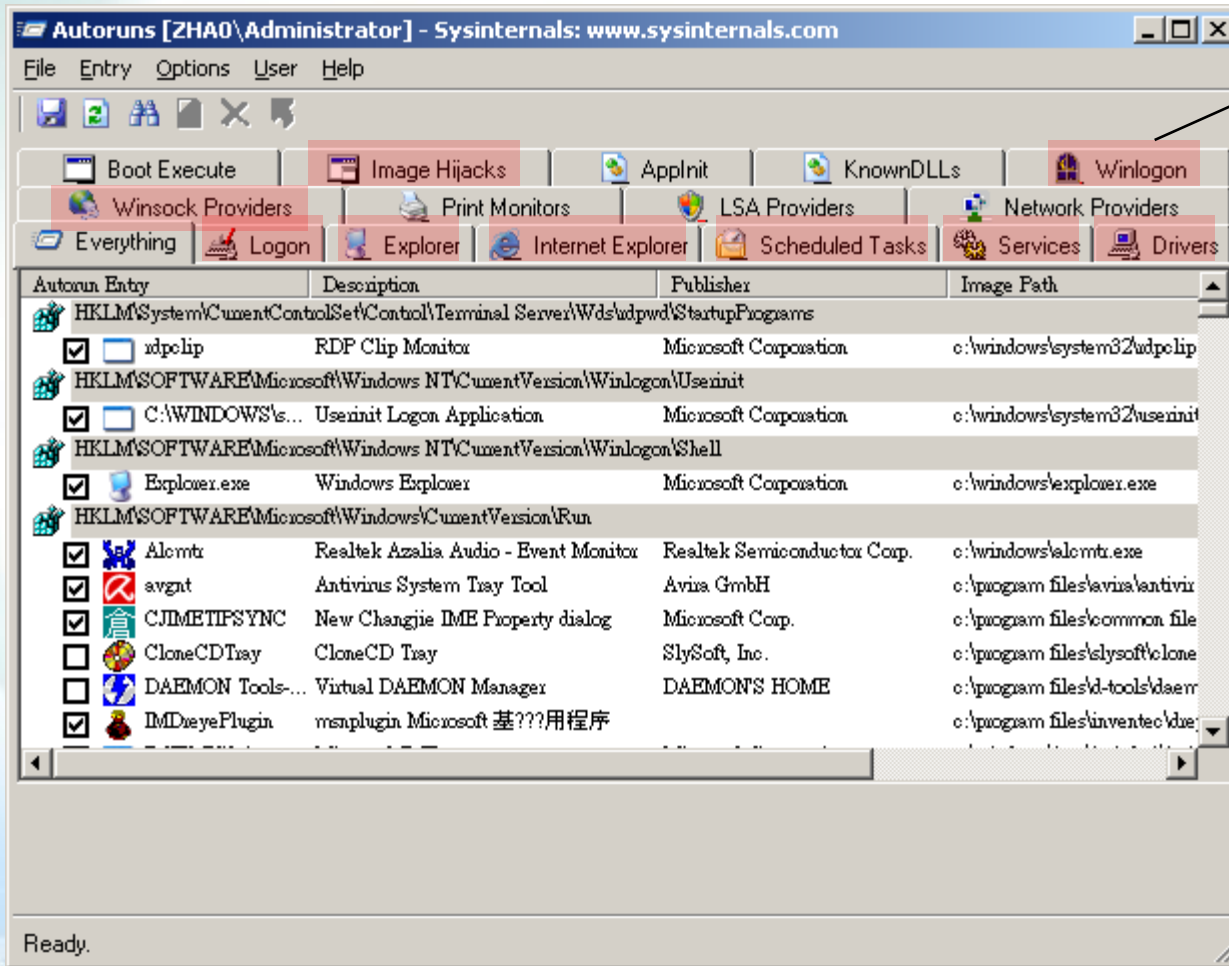 Autoruns [ZHA0\Administrator] - Sysinternals: www.sysinternals.com
File Entry Options User Help
Boot Execute Image Hijacks AppInit KnownDLLs Winlogon
Winsock Providers Print Monitors LSA Providers Network Providers
Everything Logon Explorer Internet Explorer Scheduled Tasks Services Drivers
Autorun Entry Description Publisher Image Path
HKLM\System\CurrentControlSet\Control\Terminal Server\Wds\rdpwd\StartupPrograms
rdpclip RDP Clip Monitor Microsoft Corporation c:\windows\system32\rdpclip
HKLM\SOFTWARE\Microsoft\Windows NT\CurrentVersion\Winlogon\Userinit
C:\WINDOWS\s... Userinit Logon Application Microsoft Corporation c:\windows\system32\userinit
HKLM\SOFTWARE\Microsoft\Windows NT\CurrentVersion\Winlogon\Shell
Explorer.exe Windows Explorer Microsoft Corporation c:\windows\explorer.exe
HKLM\SOFTWARE\Microsoft\Windows\CurrentVersion\Run
Alcmtr Realtek Azalia Audio - Event Monitor Realtek Semiconductor Corp. c:\windows\alcmtr.exe
avgnt Antivirus System Tray Tool Avira GmbH c:\program files\avira\antivir
CJIMETIPSYNC New Changjie IME Property dialog Microsoft Corp. c:\program files\common file
CloneCDTray CloneCD Tray SlySoft, Inc. c:\program files\slysoft\clone
DAEMON Tools-... Virtual DAEMON Manager DAEMON'S HOME c:\program files\d-tools\daem
IMDreyePlugin msnplugin Microsoft 基???用程序 c:\program files\inventec\dre
Ready.